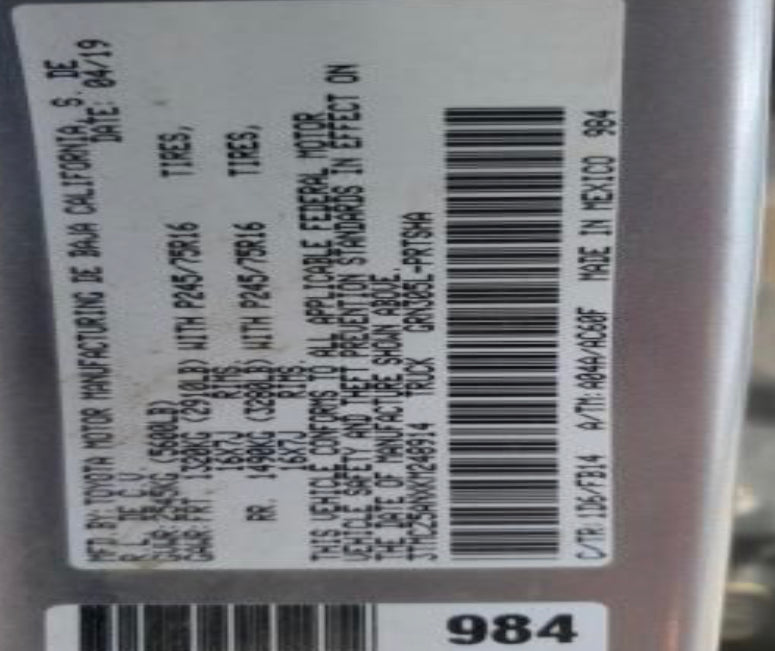 MFD. BY: TOYOTA MOTOR MANUFACTURING DE BAJA CALIFORNIA, S. DE
R.L. DE C.V. DATE: 04/19
GVWR: 2545KG (5600LB)
GAWR: FRT. 1320KG (2910LB) WITH P245/75R16 TIRES,
16X7J RIMS.
RR. 1490KG (3280LB) WITH P245/75R16 TIRES,
16X7J RIMS.
THIS VEHICLE CONFORMS TO ALL APPLICABLE FEDERAL MOTOR
VEHICLE SAFETY AND THEFT PREVENTION STANDARDS IN EFFECT ON
THE DATE OF MANUFACTURE SHOWN ABOVE.
TRUCK GRN305L-PRTSHA
C/TR: 1D6/FB14 A/TM: A04A/AC60F MADE IN MEXICO 984
984